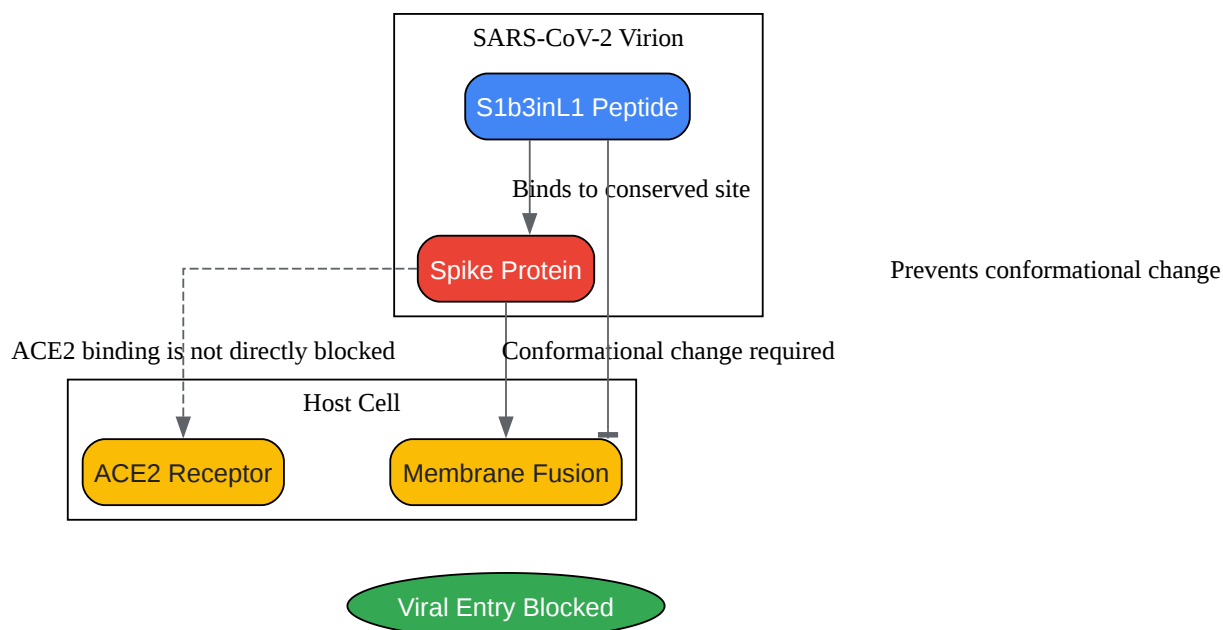 SARS-CoV-2 Virion
S1b3inL1 Peptide
Binds to conserved site
Spike Protein
Prevents conformational change
ACE2 binding is not directly blocked
Conformational change required
Host Cell
ACE2 Receptor
Membrane Fusion
Viral Entry Blocked